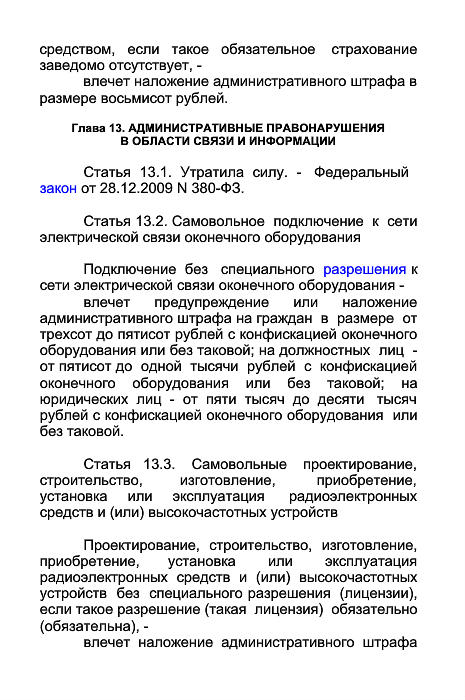 средством, если такое обязательное страхование
заведомо отсутствует, -
влечет наложение административного штрафа в
размере восьмисот рублей.
Глава 13. АДМИНИСТРАТИВНЫЕ ПРАВОНАРУШЕНИЯ
В ОБЛАСТИ СВЯЗИ И ИНФОРМАЦИИ
Статья 13.1. Утратила силу. - Федеральный
закон от 28.12.2009 N 380-ФЗ.
Статья 13.2. Самовольное подключение к сети
электрической связи оконечного оборудования
Подключение без специального разрешения к
сети электрической связи оконечного оборудования -
влечет предупреждение или наложение
административного штрафа на граждан в размере от
трехсот до пятисот рублей с конфискацией оконечного
оборудования или без таковой; на должностных лиц -
от пятисот до одной тысячи рублей с конфискацией
оконечного оборудования или без таковой; на
юридических лиц - от пяти тысяч до десяти тысяч
рублей с конфискацией оконечного оборудования или
без таковой.
Статья 13.3. Самовольные проектирование,
строительство, изготовление, приобретение,
установка или эксплуатация радиоэлектронных
средств и (или) высокочастотных устройств
Проектирование, строительство, изготовление,
приобретение, установка или эксплуатация
радиоэлектронных средств и (или) высокочастотных
устройств без специального разрешения (лицензии),
если такое разрешение (такая лицензия) обязательно
(обязательна), -
влечет наложение административного штрафа